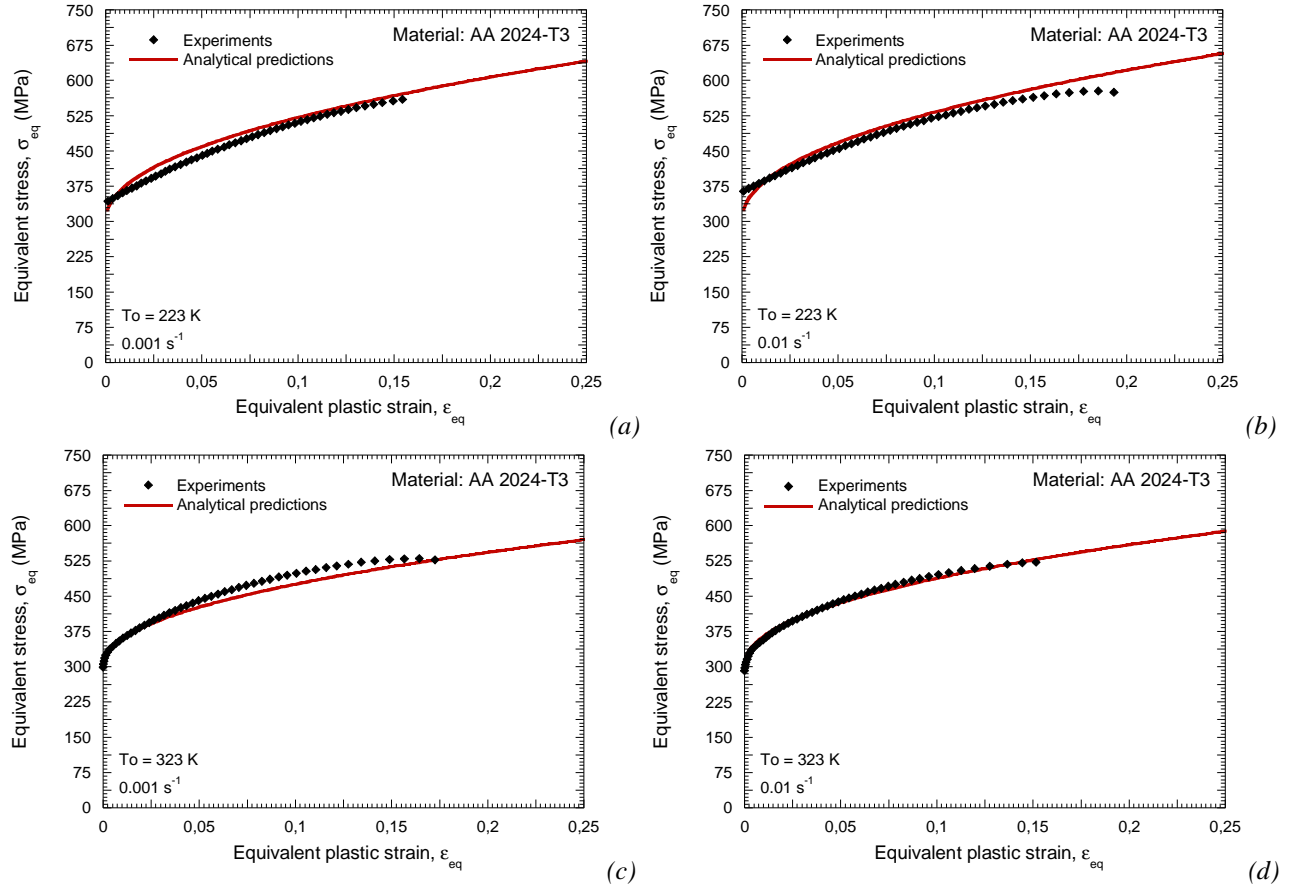 750
675
600
525
450
375
300
225
150
75
0
Equivalent stress, σeq (MPa)
Experiments
Analytical predictions
Material: AA 2024-T3
To = 223 K
0.001 s-1
0 0,05 0,1 0,15 0,2 0,25
Equivalent plastic strain, εeq
(a)
750
675
600
525
450
375
300
225
150
75
0
Equivalent stress, σeq (MPa)
Experiments
Analytical predictions
Material: AA 2024-T3
To = 223 K
0.01 s-1
0 0,05 0,1 0,15 0,2 0,25
Equivalent plastic strain, εeq
(b)
750
675
600
525
450
375
300
225
150
75
0
Equivalent stress, σeq (MPa)
Experiments
Analytical predictions
Material: AA 2024-T3
To = 323 K
0.001 s-1
0 0,05 0,1 0,15 0,2 0,25
Equivalent plastic strain, εeq
(c)
750
675
600
525
450
375
300
225
150
75
0
Equivalent stress, σeq (MPa)
Experiments
Analytical predictions
Material: AA 2024-T3
To = 323 K
0.01 s-1
0 0,05 0,1 0,15 0,2 0,25
Equivalent plastic strain, εeq
(d)